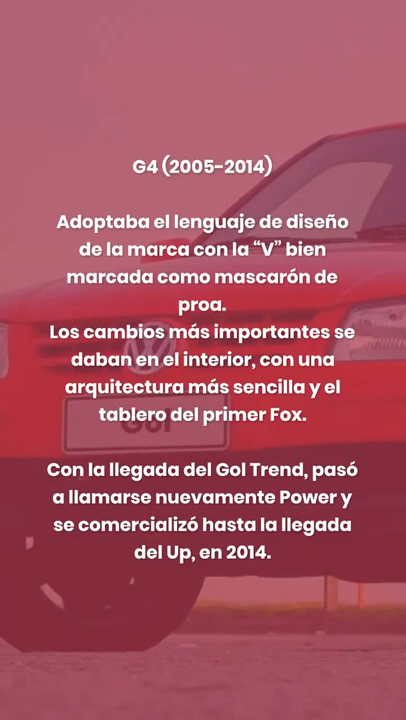 G4 (2005-2014)
Adoptaba el lenguaje de diseño
de la marca con la “V” bien
marcada como mascarón de
proa.
Los cambios más importantes se
daban en el interior, con una
arquitectura más sencilla y el
tablero del primer Fox.
Con la llegada del Gol Trend, pasó
a llamarse nuevamente Power y
se comercializó hasta la llegada
del Up, en 2014.
Gol